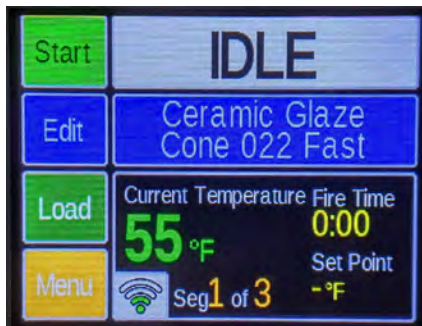 Start
IDLE
Edit
Ceramic Glaze
Cone 022 Fast
Load
Current Temperature
55 °F
Fire Time
0:00
Set Point
- °F
Menu
Seg 1 of 3